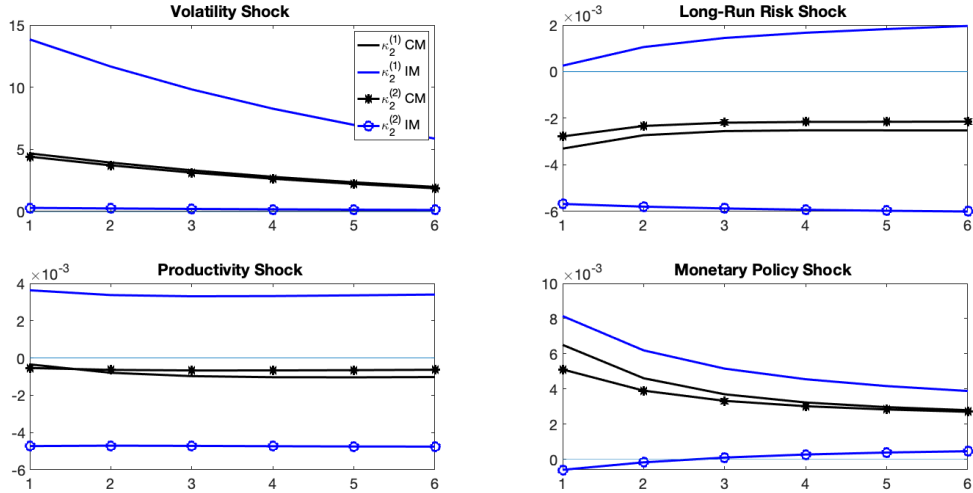 Volatility Shock
15
10
5
0
1 2 3 4 5 6
κ₂⁽¹⁾ CM
κ₂⁽¹⁾ IM
κ₂⁽²⁾ CM
κ₂⁽²⁾ IM
Long-Run Risk Shock
×10⁻³
2
0
-2
-4
-6
1 2 3 4 5 6
Productivity Shock
×10⁻³
4
2
0
-2
-4
-6
1 2 3 4 5 6
Monetary Policy Shock
×10⁻³
10
8
6
4
2
0
1 2 3 4 5 6